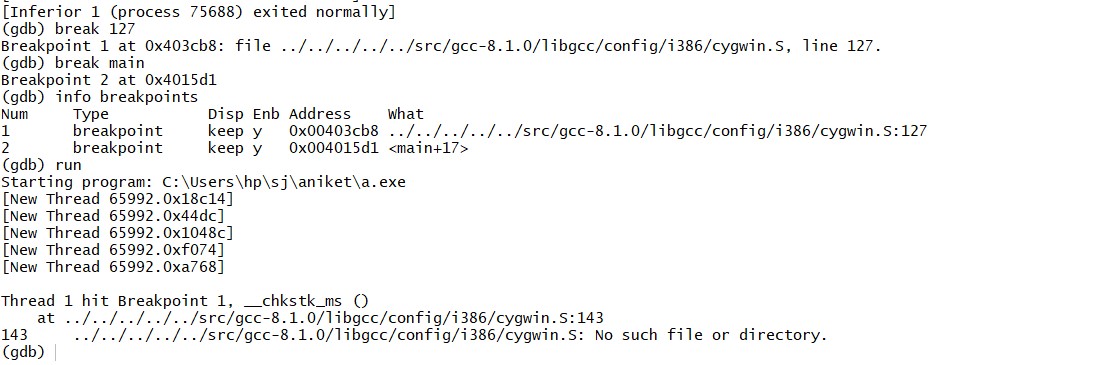 [Inferior 1 (process 75688) exited normally]
(gdb) break 127
Breakpoint 1 at 0x403cb8: file ../../../../../src/gcc-8.1.0/libgcc/config/i386/cygwin.S, line 127.
(gdb) break main
Breakpoint 2 at 0x4015d1
(gdb) info breakpoints
Num     Type           Disp Enb Address    What
1       breakpoint     keep y   0x00403cb8 ../../../../../src/gcc-8.1.0/libgcc/config/i386/cygwin.S:127
2       breakpoint     keep y   0x004015d1 <main+17>
(gdb) run
Starting program: C:\Users\hp\sj\aniket\a.exe
[New Thread 65992.0x18c14]
[New Thread 65992.0x44dc]
[New Thread 65992.0x1048c]
[New Thread 65992.0xf074]
[New Thread 65992.0xa768]
Thread 1 hit Breakpoint 1, __chkstk_ms ()
    at ../../../../../src/gcc-8.1.0/libgcc/config/i386/cygwin.S:143
143     ../../../../../src/gcc-8.1.0/libgcc/config/i386/cygwin.S: No such file or directory.
(gdb)